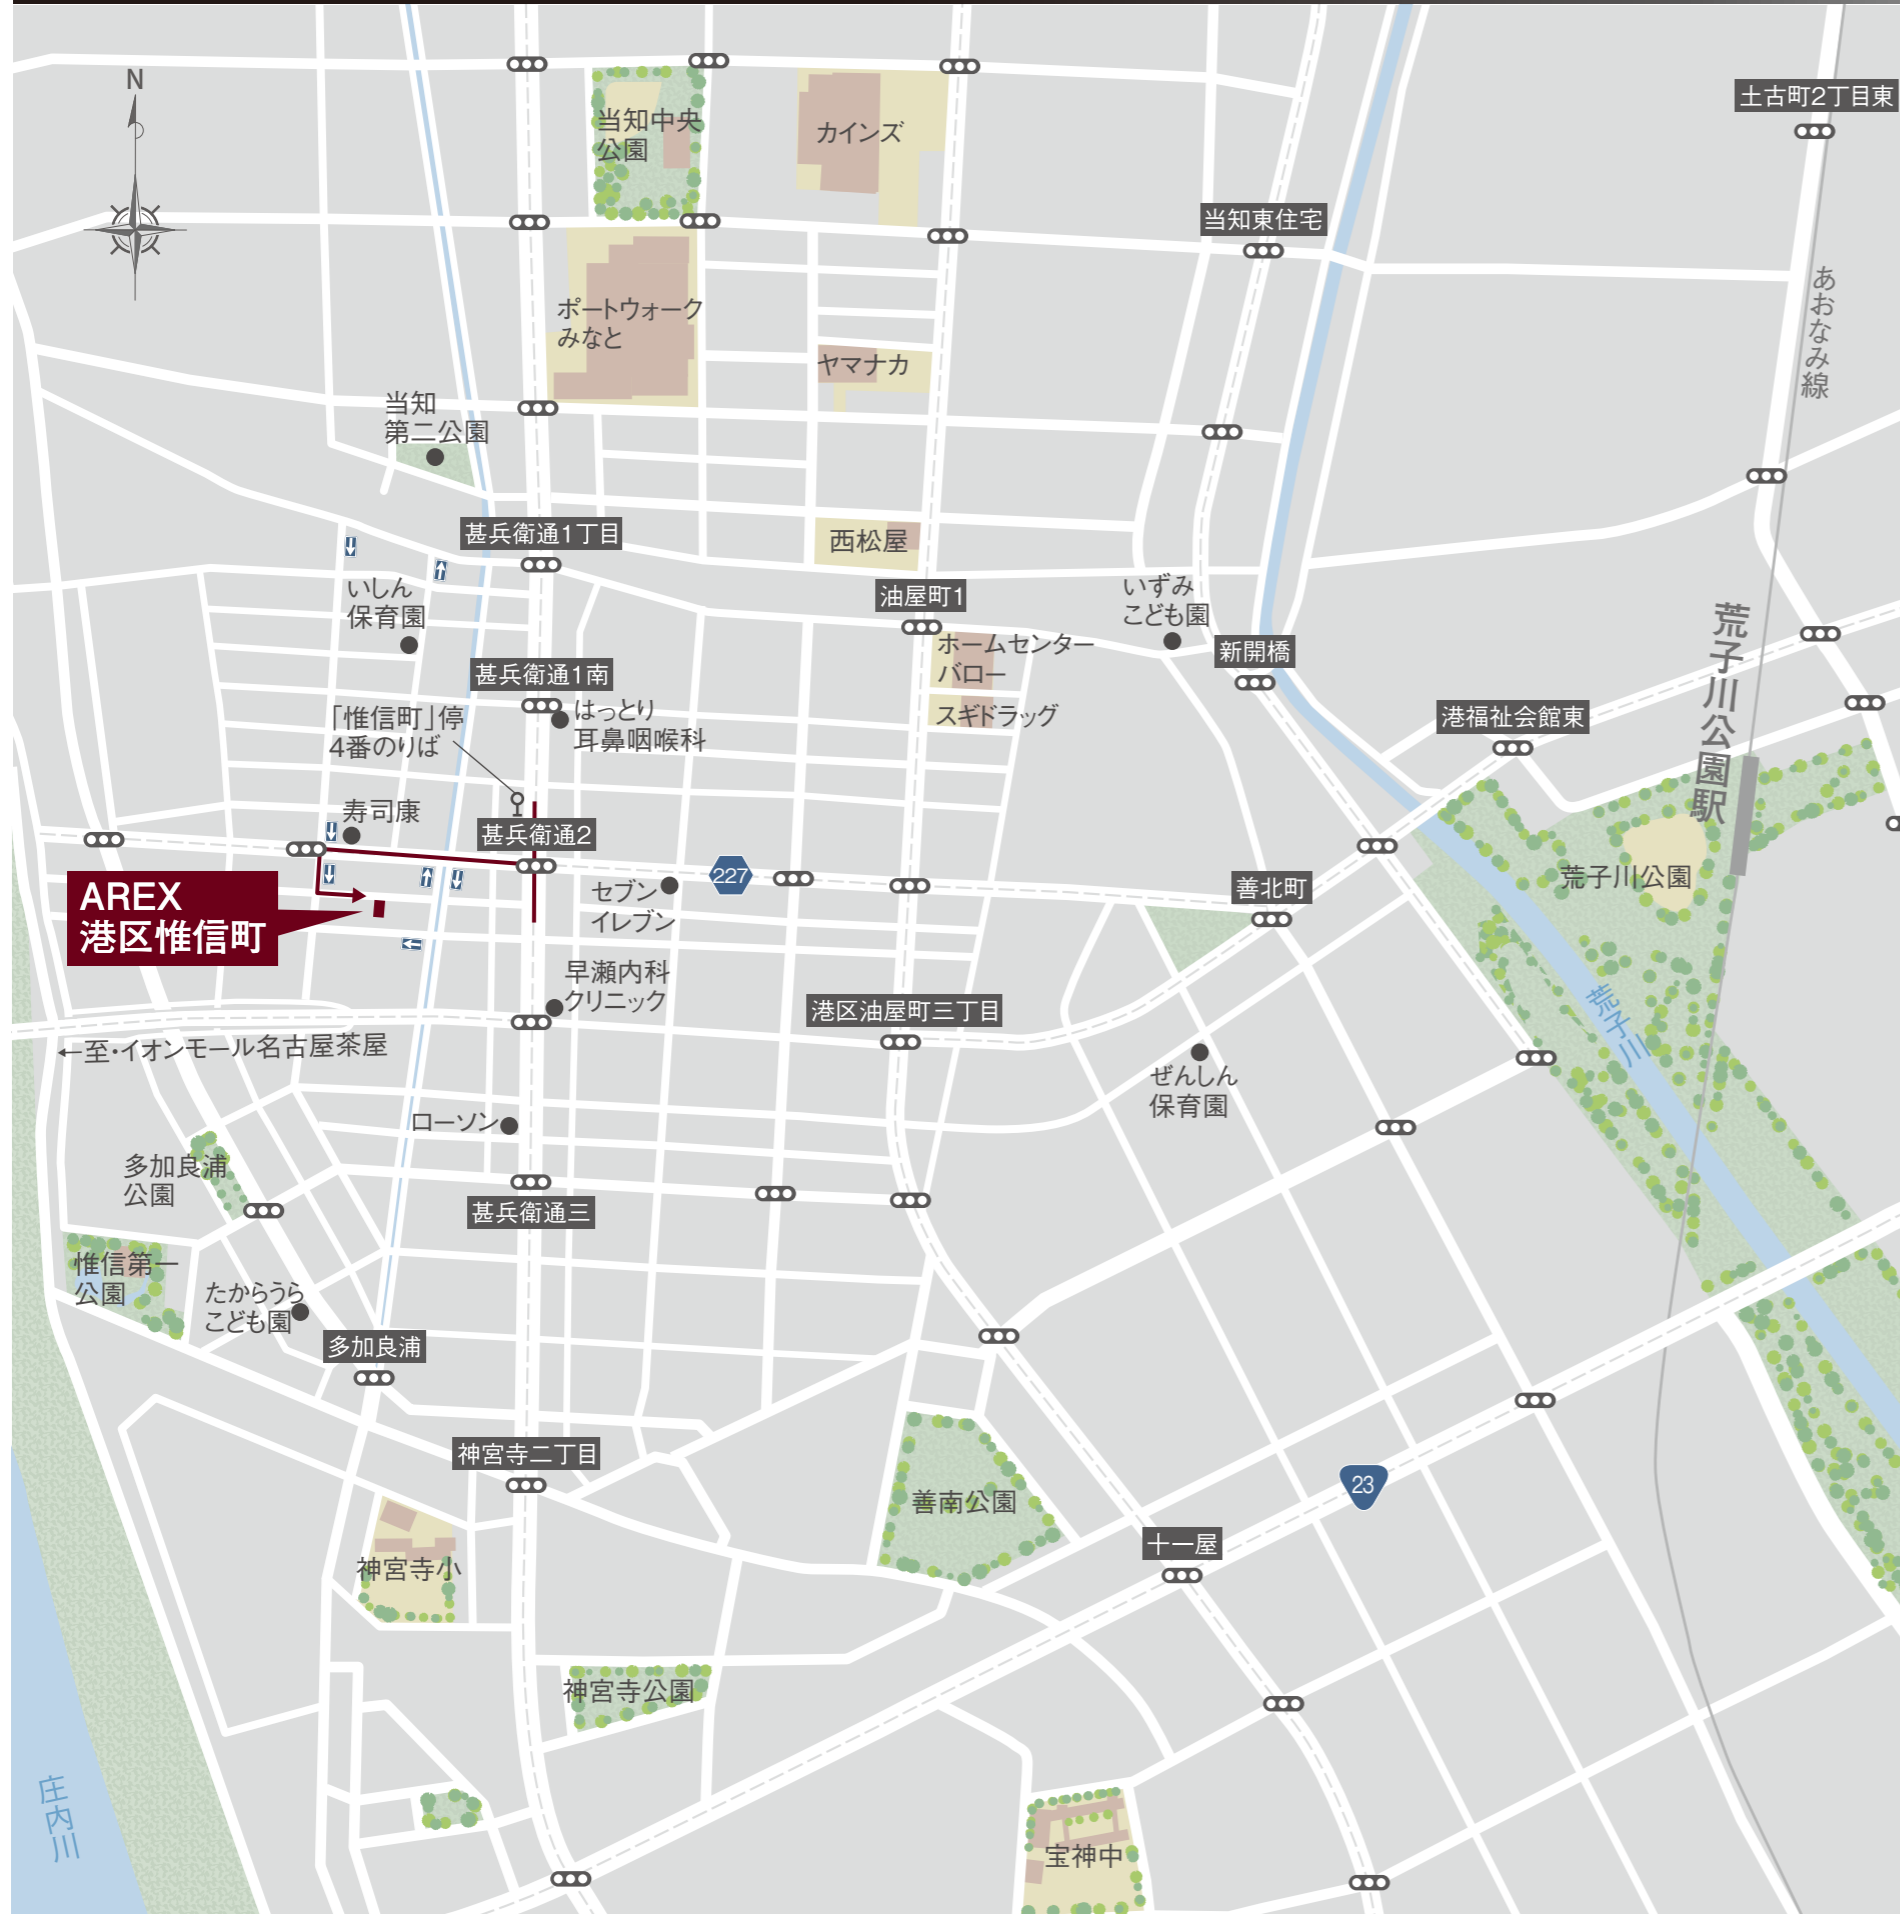 N
土古町2丁目東
当知中央
公園
カインズ
当知東住宅
あおなみ線
ポートウォーク
みなと
ヤマナカ
当知
第二公園
甚兵衛通1丁目
西松屋
いしん
保育園
油屋町1
いずみ
こども園
荒子川公園駅
ホームセンター
バロー
新開橋
甚兵衛通1南
はっとり
耳鼻咽喉科
スギドラッグ
港福祉会館東
「惟信町」停
4番のりば
寿司康
甚兵衛通2
AREX
港区惟信町
セブン
イレブン
227
善北町
荒子川公園
早瀬内科
クリニック
港区油屋町三丁目
荒子川
←至・イオンモール名古屋茶屋
ぜんしん
保育園
ローソン
多加良浦
公園
甚兵衛通三
惟信第一
公園
たからうら
こども園
多加良浦
神宮寺二丁目
善南公園
23
十一屋
神宮寺小
神宮寺公園
庄内川
宝神中